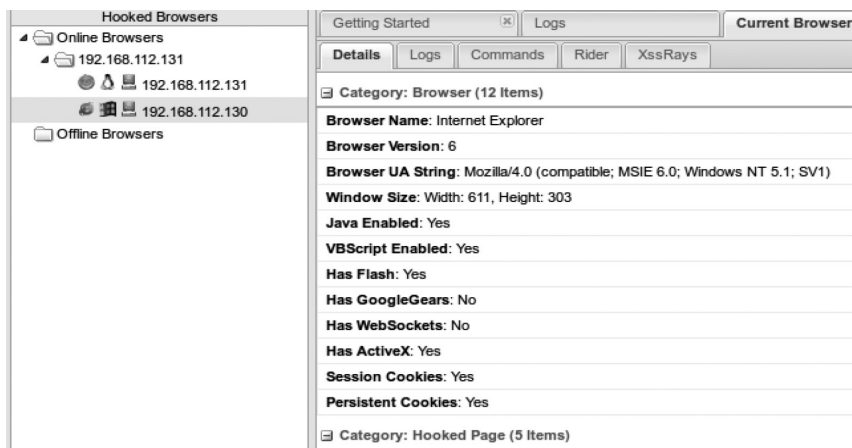 Hooked Browsers
Online Browsers
192.168.112.131
192.168.112.131
192.168.112.130
Offline Browsers
Getting Started
Logs
Current Browser
Details
Logs
Commands
Rider
XssRays
Category: Browser (12 Items)
Browser Name: Internet Explorer
Browser Version: 6
Browser UA String: Mozilla/4.0 (compatible; MSIE 6.0; Windows NT 5.1; SV1)
Window Size: Width: 611, Height: 303
Java Enabled: Yes
VBScript Enabled: Yes
Has Flash: Yes
Has GoogleGears: No
Has WebSockets: No
Has ActiveX: Yes
Session Cookies: Yes
Persistent Cookies: Yes
Category: Hooked Page (5 Items)